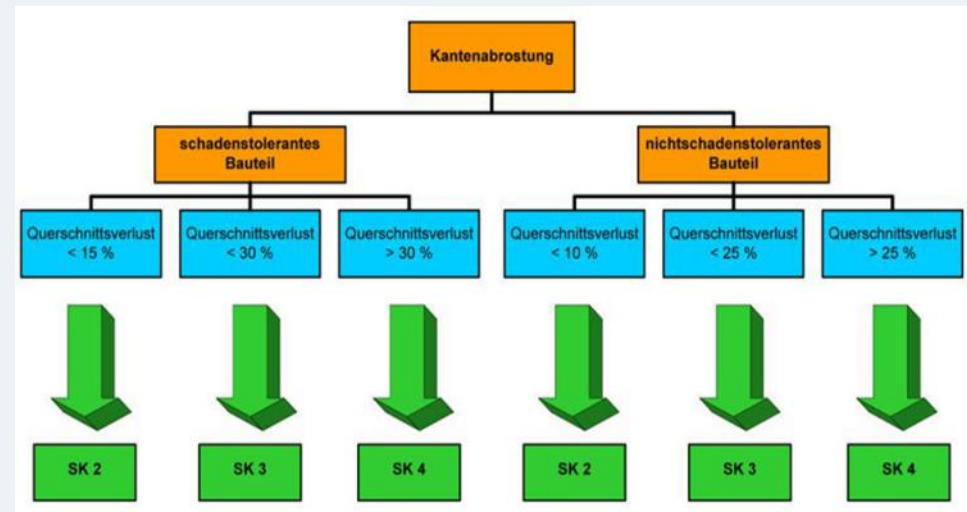 Kantenabrostung
schadenstolerantes
Bauteil
nichtschadenstolerantes
Bauteil
Querschnittsverlust
< 15 %
Querschnittsverlust
< 30 %
Querschnittsverlust
> 30 %
Querschnittsverlust
< 10 %
Querschnittsverlust
< 25 %
Querschnittsverlust
> 25 %
SK 2
SK 3
SK 4
SK 2
SK 3
SK 4